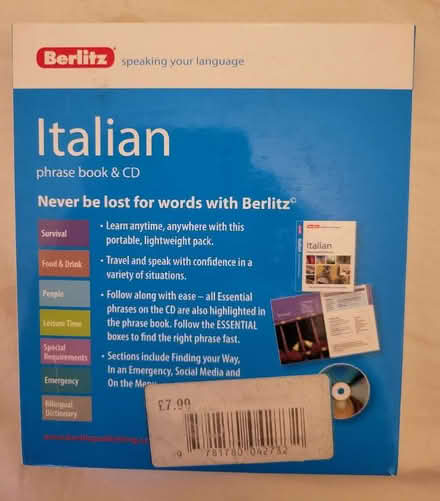 Berlitz speaking your language
Italian
phrase book & CD
Never be lost for words with Berlitz©
Survival
Food & Drink
People
Leisure Time
Special
Requirements
Emergency
Bilingual
Dictionary
• Learn anytime, anywhere with this
portable, lightweight pack.
• Travel and speak with confidence in a
variety of situations.
• Follow along with ease – all Essential
phrases on the CD are also highlighted in
the phrase book. Follow the ESSENTIAL
boxes to find the right phrase fast.
• Sections include Finding your Way,
In an Emergency, Social Media and
On the Menu
Berlitz
Italian
£7.99
9 781780 042732